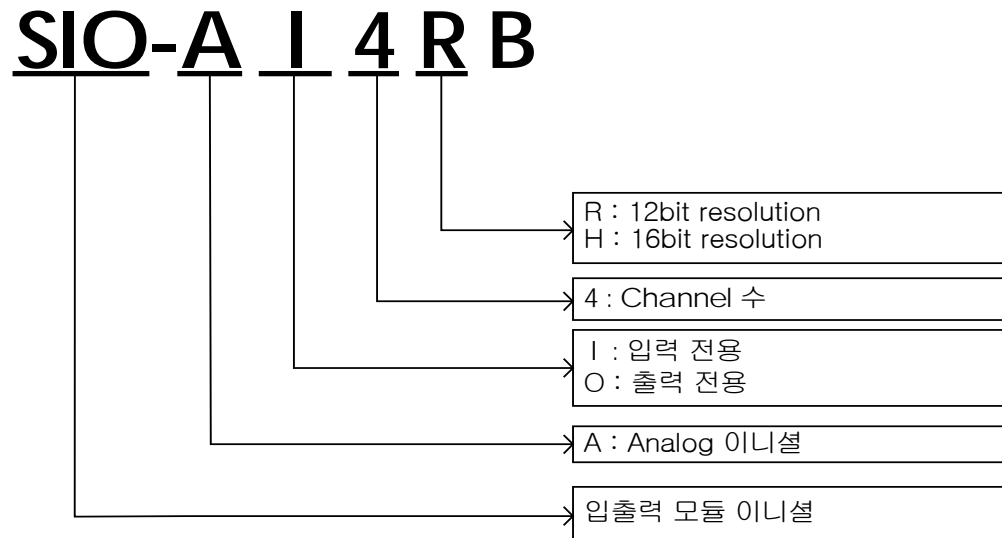 SIO-A I 4 R B
R : 12bit resolution
H : 16bit resolution
4 : Channel 수
I : 입력 전용
O : 출력 전용
A : Analog 이니셜
입출력 모듈 이니셜